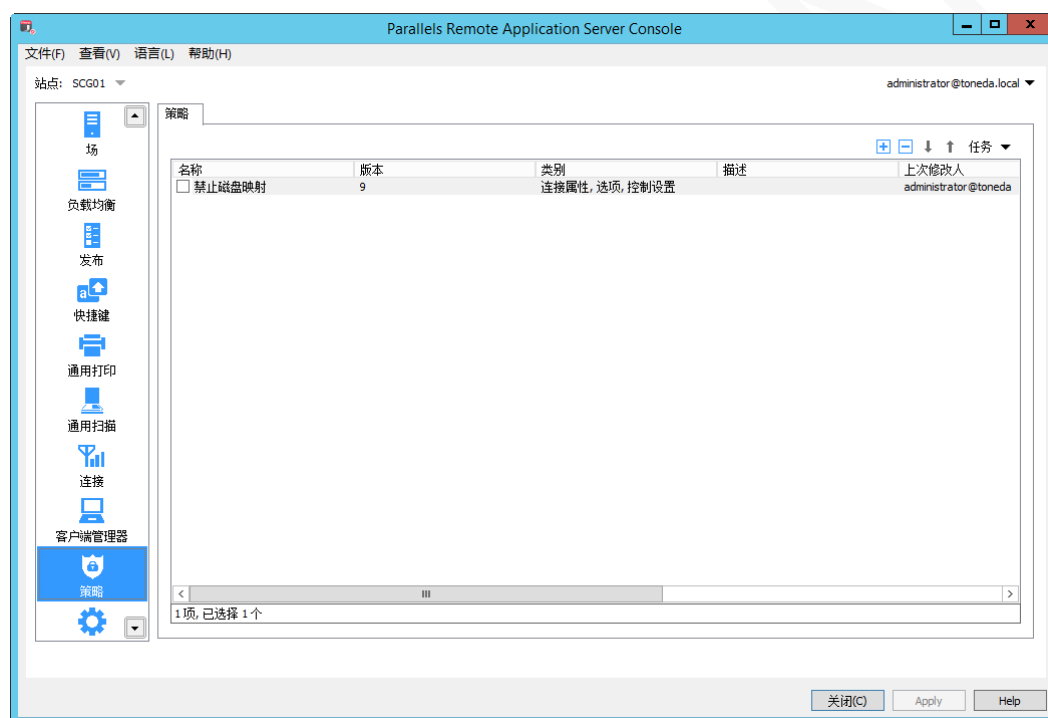 Parallels Remote Application Server Console
文件(F) 查看(V) 语言(L) 帮助(H)
站点: SCG01 administrator@toneda.local
策略
场
负载均衡
发布
快捷键
通用打印
通用扫描
连接
客户端管理器
策略
任务
名称 版本 类别 描述 上次修改人
禁止磁盘映射 9 连接属性, 选项, 控制设置 administrator@toneda
1项, 已选择 1个
关闭(C) Apply Help